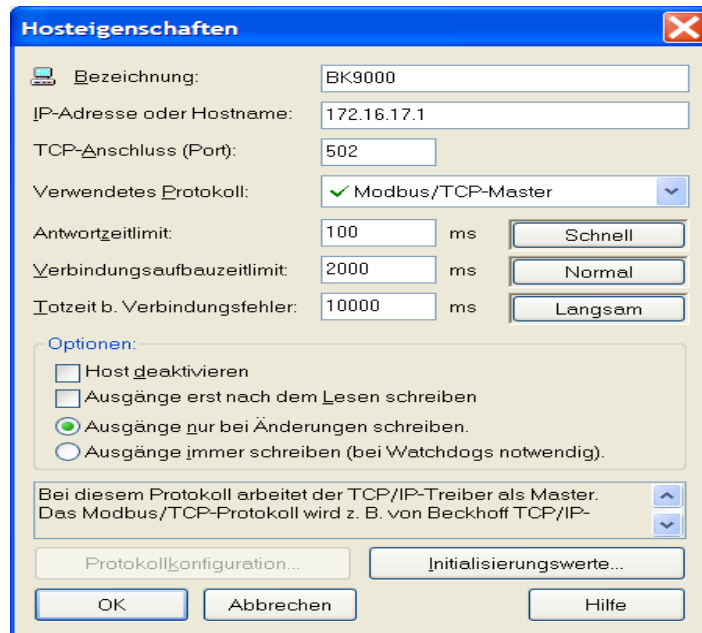 Hosteigenschaften
Bezeichnung: BK9000
IP-Adresse oder Hostname: 172.16.17.1
TCP-Anschluss (Port): 502
Verwendetes Protokoll: Modbus/TCP-Master
Antwortzeitlimit: 100 ms Schnell
Verbindungsaufbauzeitlimit: 2000 ms Normal
Totzeit b. Verbindungsfehler: 10000 ms Langsam
Optionen:
Host deaktivieren
Ausgänge erst nach dem Lesen schreiben
Ausgänge nur bei Änderungen schreiben.
Ausgänge immer schreiben (bei Watchdogs notwendig).
Bei diesem Protokoll arbeitet der TCP/IP-Treiber als Master.
Das Modbus/TCP-Protokoll wird z. B. von Beckhoff TCP/IP-
Protokollkonfiguration... Initialisierungswerte...
OK Abbrechen Hilfe